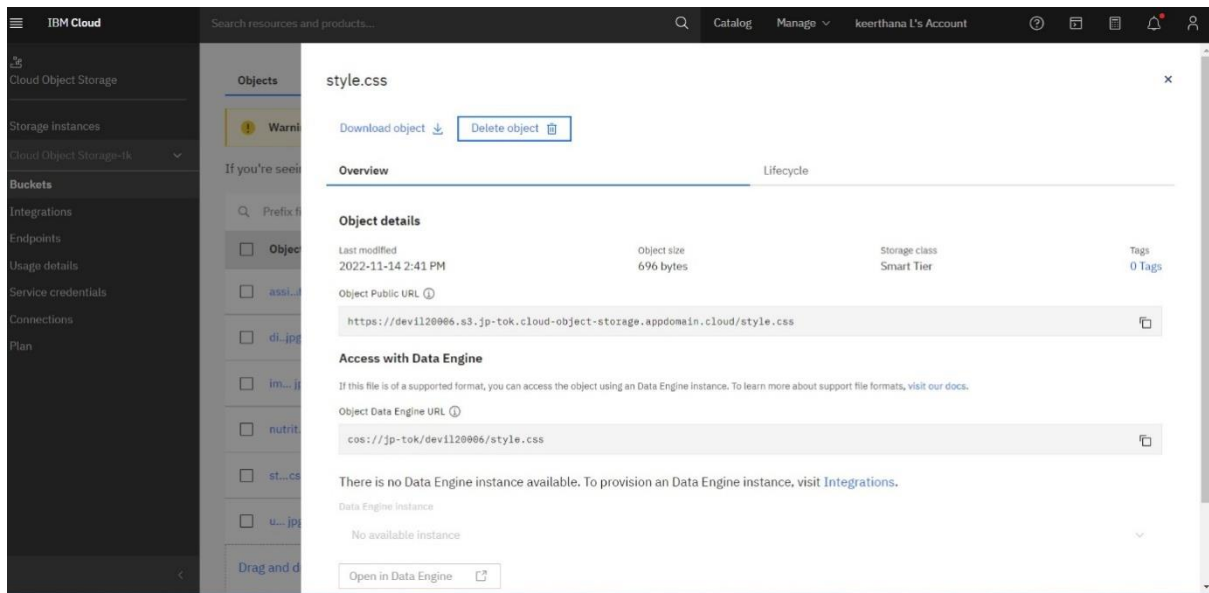 IBM Cloud
Search resources and products...
Catalog
Manage
keerthana L's Account
Cloud Object Storage
Storage instances
Cloud Object Storage-tk
Buckets
Integrations
Endpoints
Usage details
Service credentials
Connections
Plan
Objects
Warni
If you're seein
Prefix fi
Objec
assi...
di..jpg
im... jp
nutrit.
st...cs
u... jpg
Drag and d
style.css
Download object
Delete object
Overview
Lifecycle
Object details
Last modified
2022-11-14 2:41 PM
Object size
696 bytes
Storage class
Smart Tier
Tags
0 Tags
Object Public URL
https://devil20006.s3.jp-tok.cloud-object-storage.appdomain.cloud/style.css
Access with Data Engine
If this file is of a supported format, you can access the object using an Data Engine instance. To learn more about support file formats, visit our docs.
Object Data Engine URL
cos://jp-tok/devil20006/style.css
There is no Data Engine instance available. To provision an Data Engine instance, visit Integrations.
Data Engine instance
No available instance
Open in Data Engine